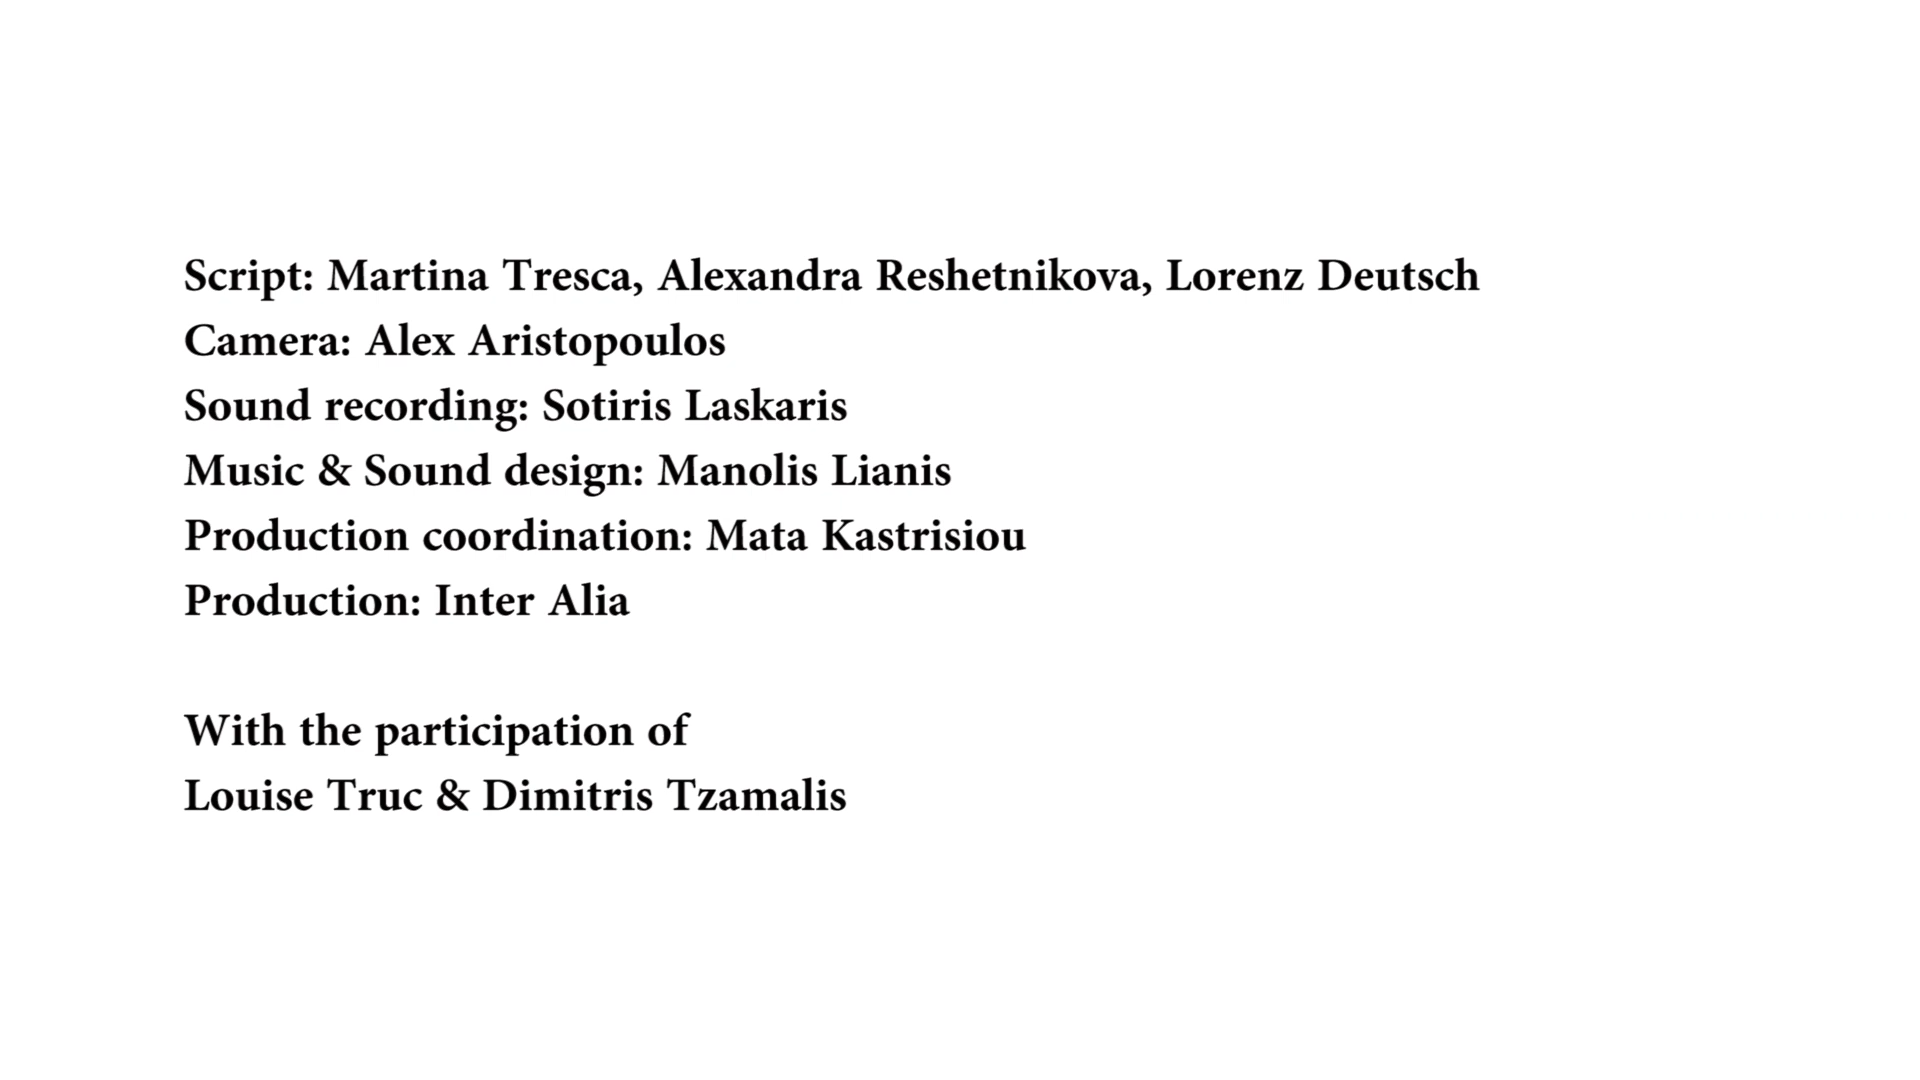 Script: Martina Tresca, Alexandra Reshetnikova, Lorenz Deutsch
Camera: Alex Aristopoulos
Sound recording: Sotiris Laskaris
Music & Sound design: Manolis Lianis
Production coordination: Mata Kastrisiou
Production: Inter Alia
With the participation of
Louise Truc & Dimitris Tzamalis